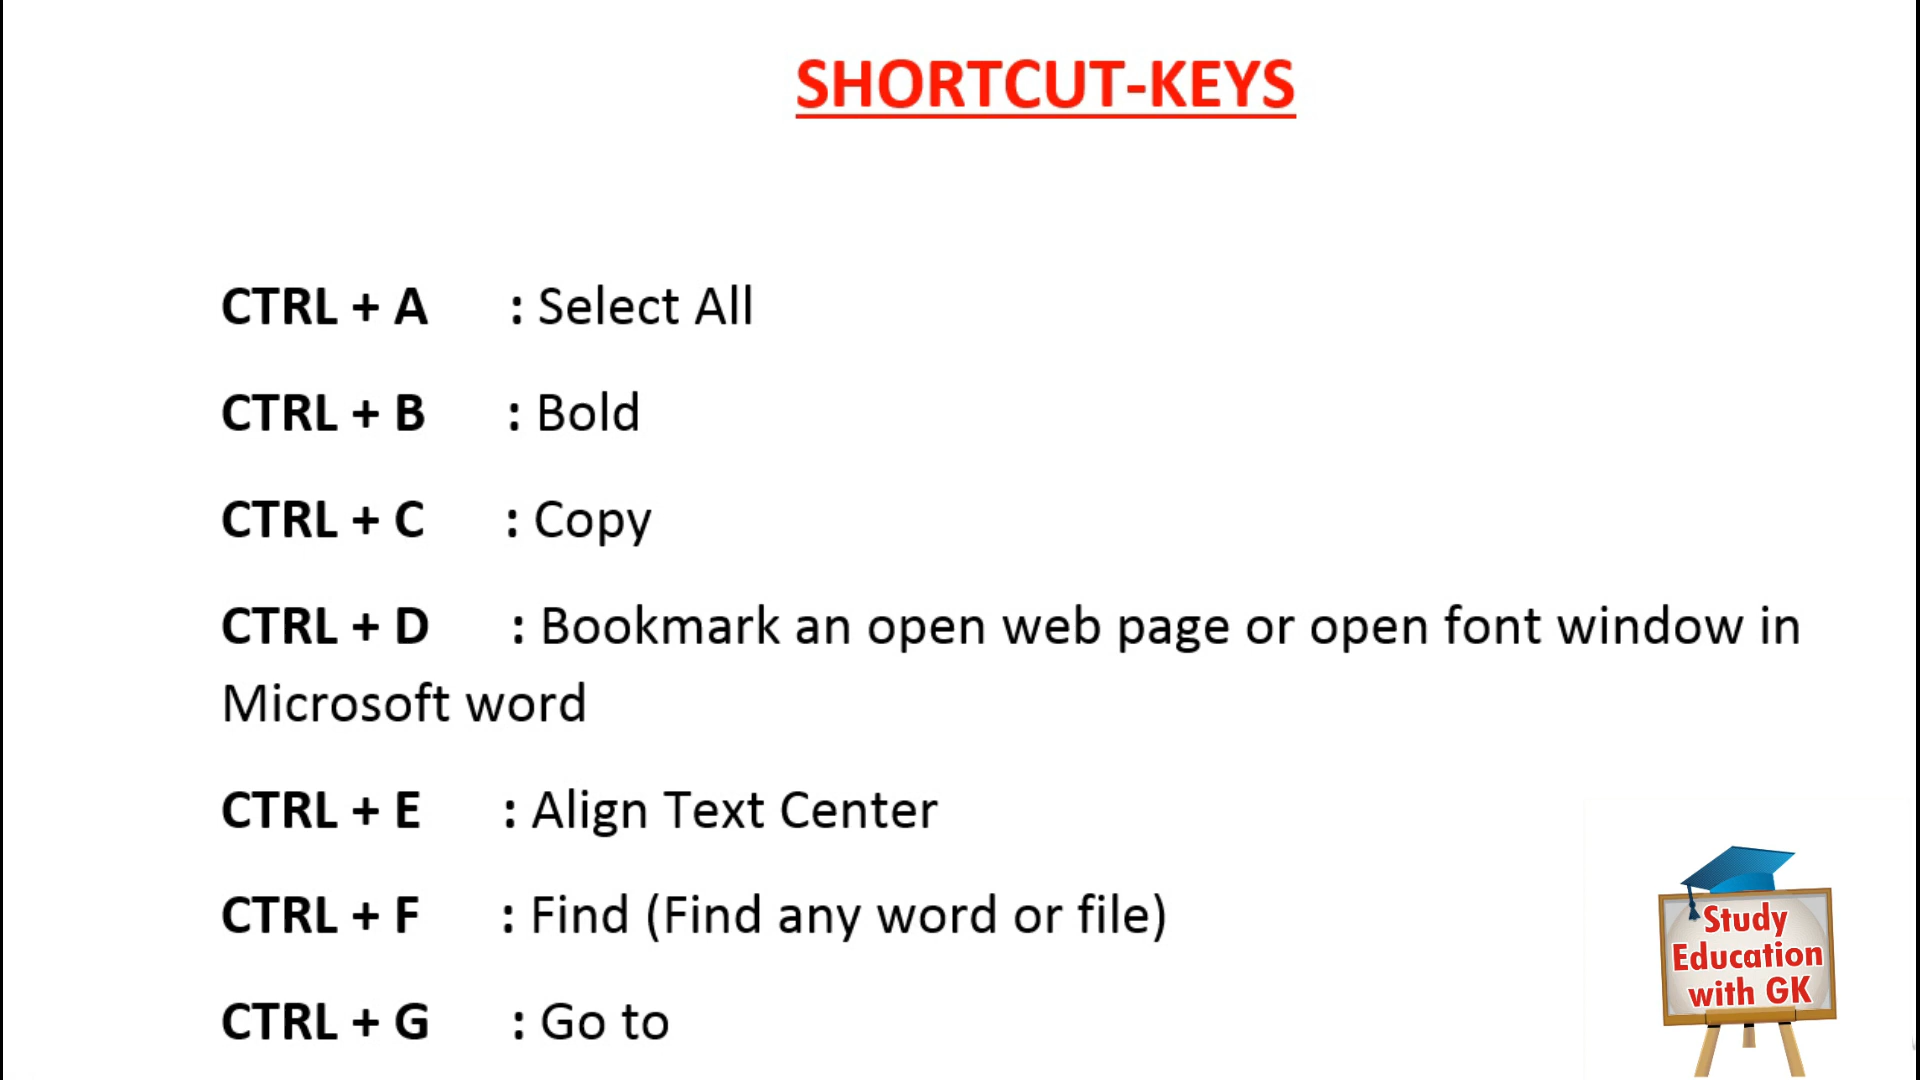 SHORTCUT-KEYS
CTRL + A : Select All
CTRL + B : Bold
CTRL + C : Copy
CTRL + D : Bookmark an open web page or open font window in
Microsoft word
CTRL + E : Align Text Center
CTRL + F : Find (Find any word or file)
CTRL + G : Go to
Study
Education
with GK